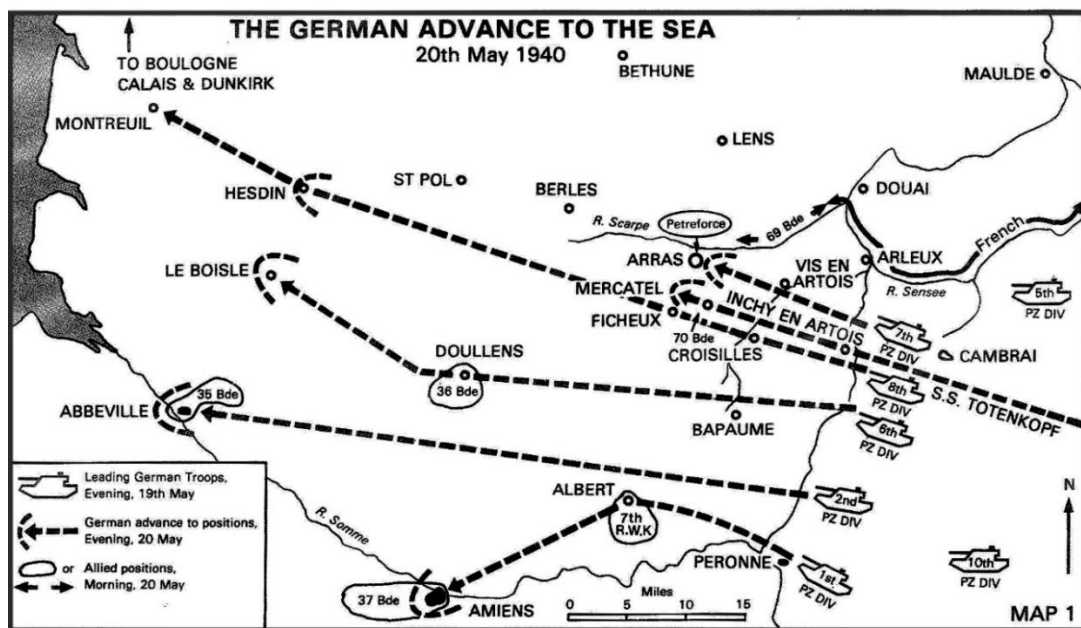 THE GERMAN ADVANCE TO THE SEA
20th May 1940
TO BOULOGNE
CALAIS & DUNKIRK
BETHUNE
MAULDE
MONTREUIL
LENS
HESDIN
ST POL
BERLES
DOUAI
R. Scarpe
Petreforce
69 Bde
French
ARRAS
VIS EN
ARTOIS
ARLEUX
LE BOISLE
MERCATEL
R. Sensee
5th
PZ DIV
FICHEUX
INCHY EN ARTOIS
7th
PZ DIV
70 Bde
CROISILLES
CAMBRAI
DOULLENS
36 Bde
8th
PZ DIV
S.S. TOTENKOPF
35 Bde
ABBEVILLE
BAPAUME
6th
PZ DIV
Leading German Troops,
Evening, 19th May
ALBERT
2nd
PZ DIV
N
German advance to positions,
Evening, 20 May
R. Somme
7th
R.W.K
PERONNE
10th
PZ DIV
or Allied positions,
Morning, 20 May
37 Bde
AMIENS
Miles
0 5 10 15
1st.
PZ DIV
MAP 1